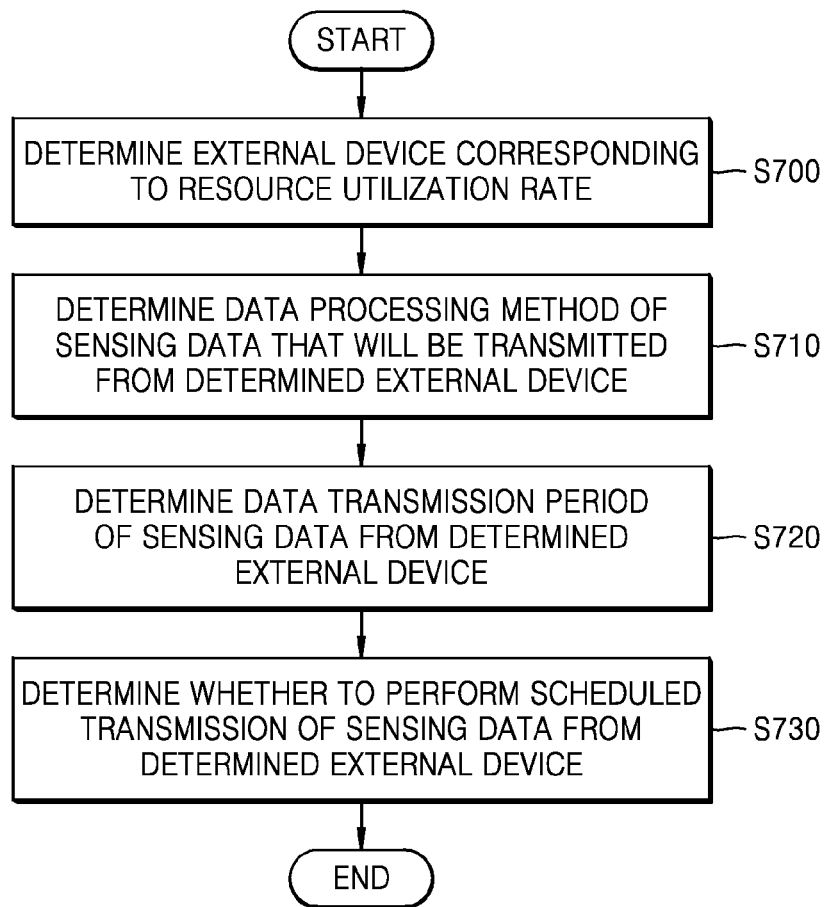 START
DETERMINE EXTERNAL DEVICE CORRESPONDING
TO RESOURCE UTILIZATION RATE
S700
DETERMINE DATA PROCESSING METHOD OF
SENSING DATA THAT WILL BE TRANSMITTED
FROM DETERMINED EXTERNAL DEVICE
S710
DETERMINE DATA TRANSMISSION PERIOD
OF SENSING DATA FROM DETERMINED
EXTERNAL DEVICE
S720
DETERMINE WHETHER TO PERFORM SCHEDULED
TRANSMISSION OF SENSING DATA FROM
DETERMINED EXTERNAL DEVICE
S730
END